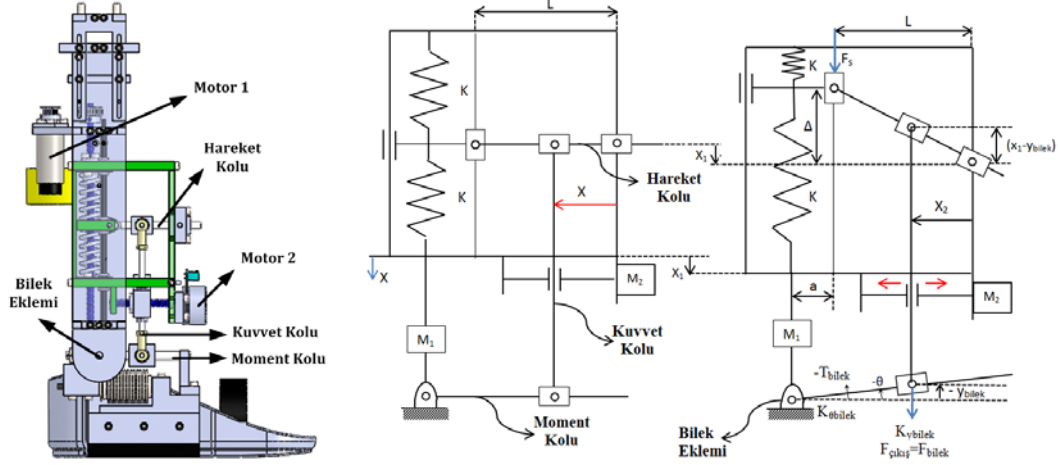 Motor 1
Hareket
Kolu
Motor 2
Bilek
Eklemi
Kuvvet Kolu
Moment Kolu
L
K
K
X₁
Hareket
Kolu
X
X
X₁
M₂
Kuvvet
Kolu
M₁
Moment
Kolu
L
K
Fₛ
Δ
(x₁-y_bilek)
K
X₂
a
M₂
M₁
-T_bilek
-θ
- y_bilek
K_θbilek
Bilek
Eklemi
K_ybilek
F_çıkış=F_bilek